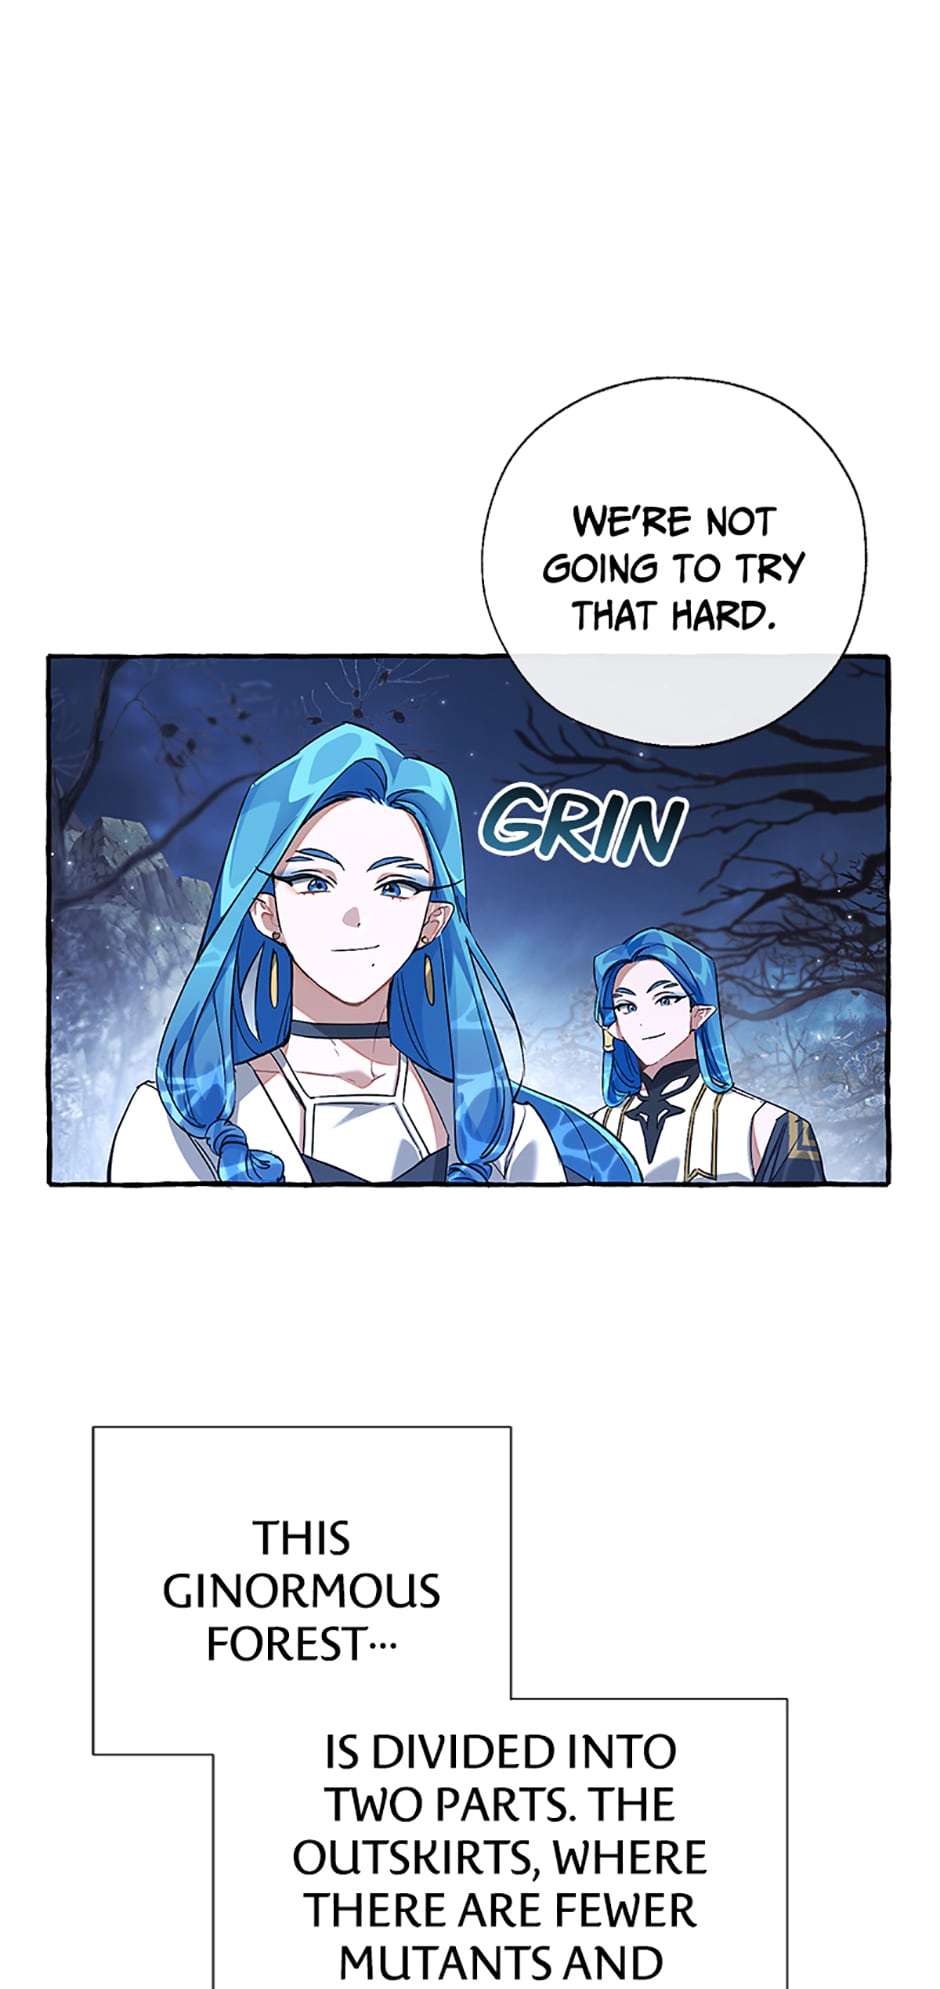 WE'RE NOT
GOING TO TRY
THAT HARD.
GRIN
THIS
GINORMOUS
FOREST...
IS DIVIDED INTO
TWO PARTS. THE
OUTSKIRTS, WHERE
THERE ARE FEWER
MUTANTS AND